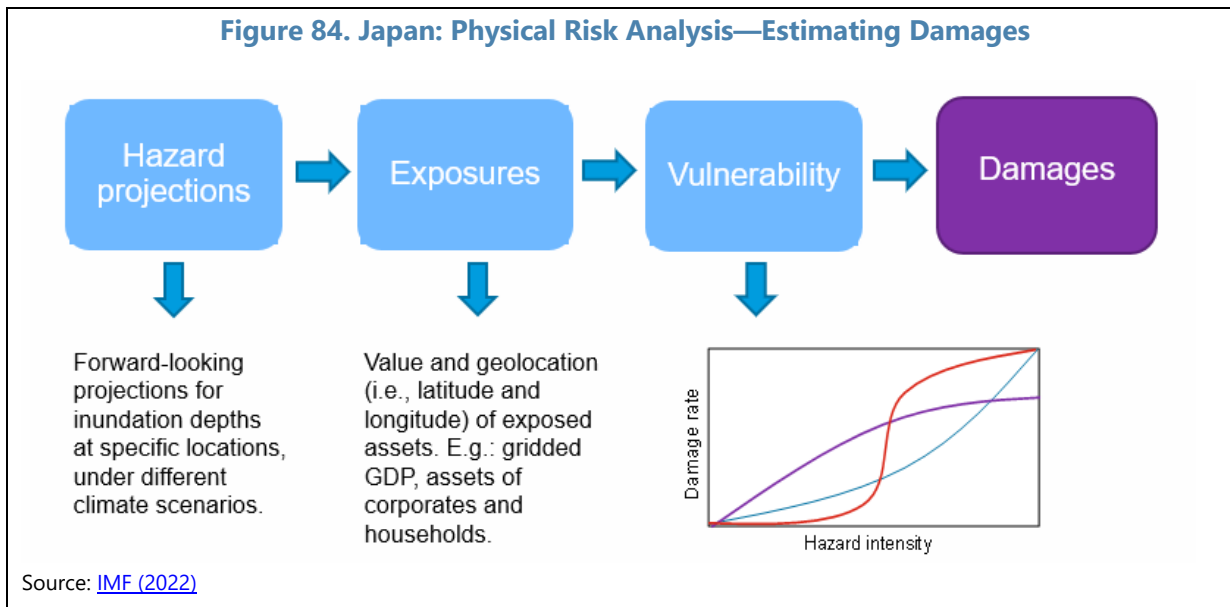 Figure 84. Japan: Physical Risk Analysis—Estimating Damages
Hazard
projections
Exposures
Vulnerability
Damages
Forward-looking
projections for
inundation depths
at specific locations,
under different
climate scenarios.
Value and geolocation
(i.e., latitude and
longitude) of exposed
assets. E.g.: gridded
GDP, assets of
corporates and
households.
Damage rate
Hazard intensity
Source: IMF (2022)